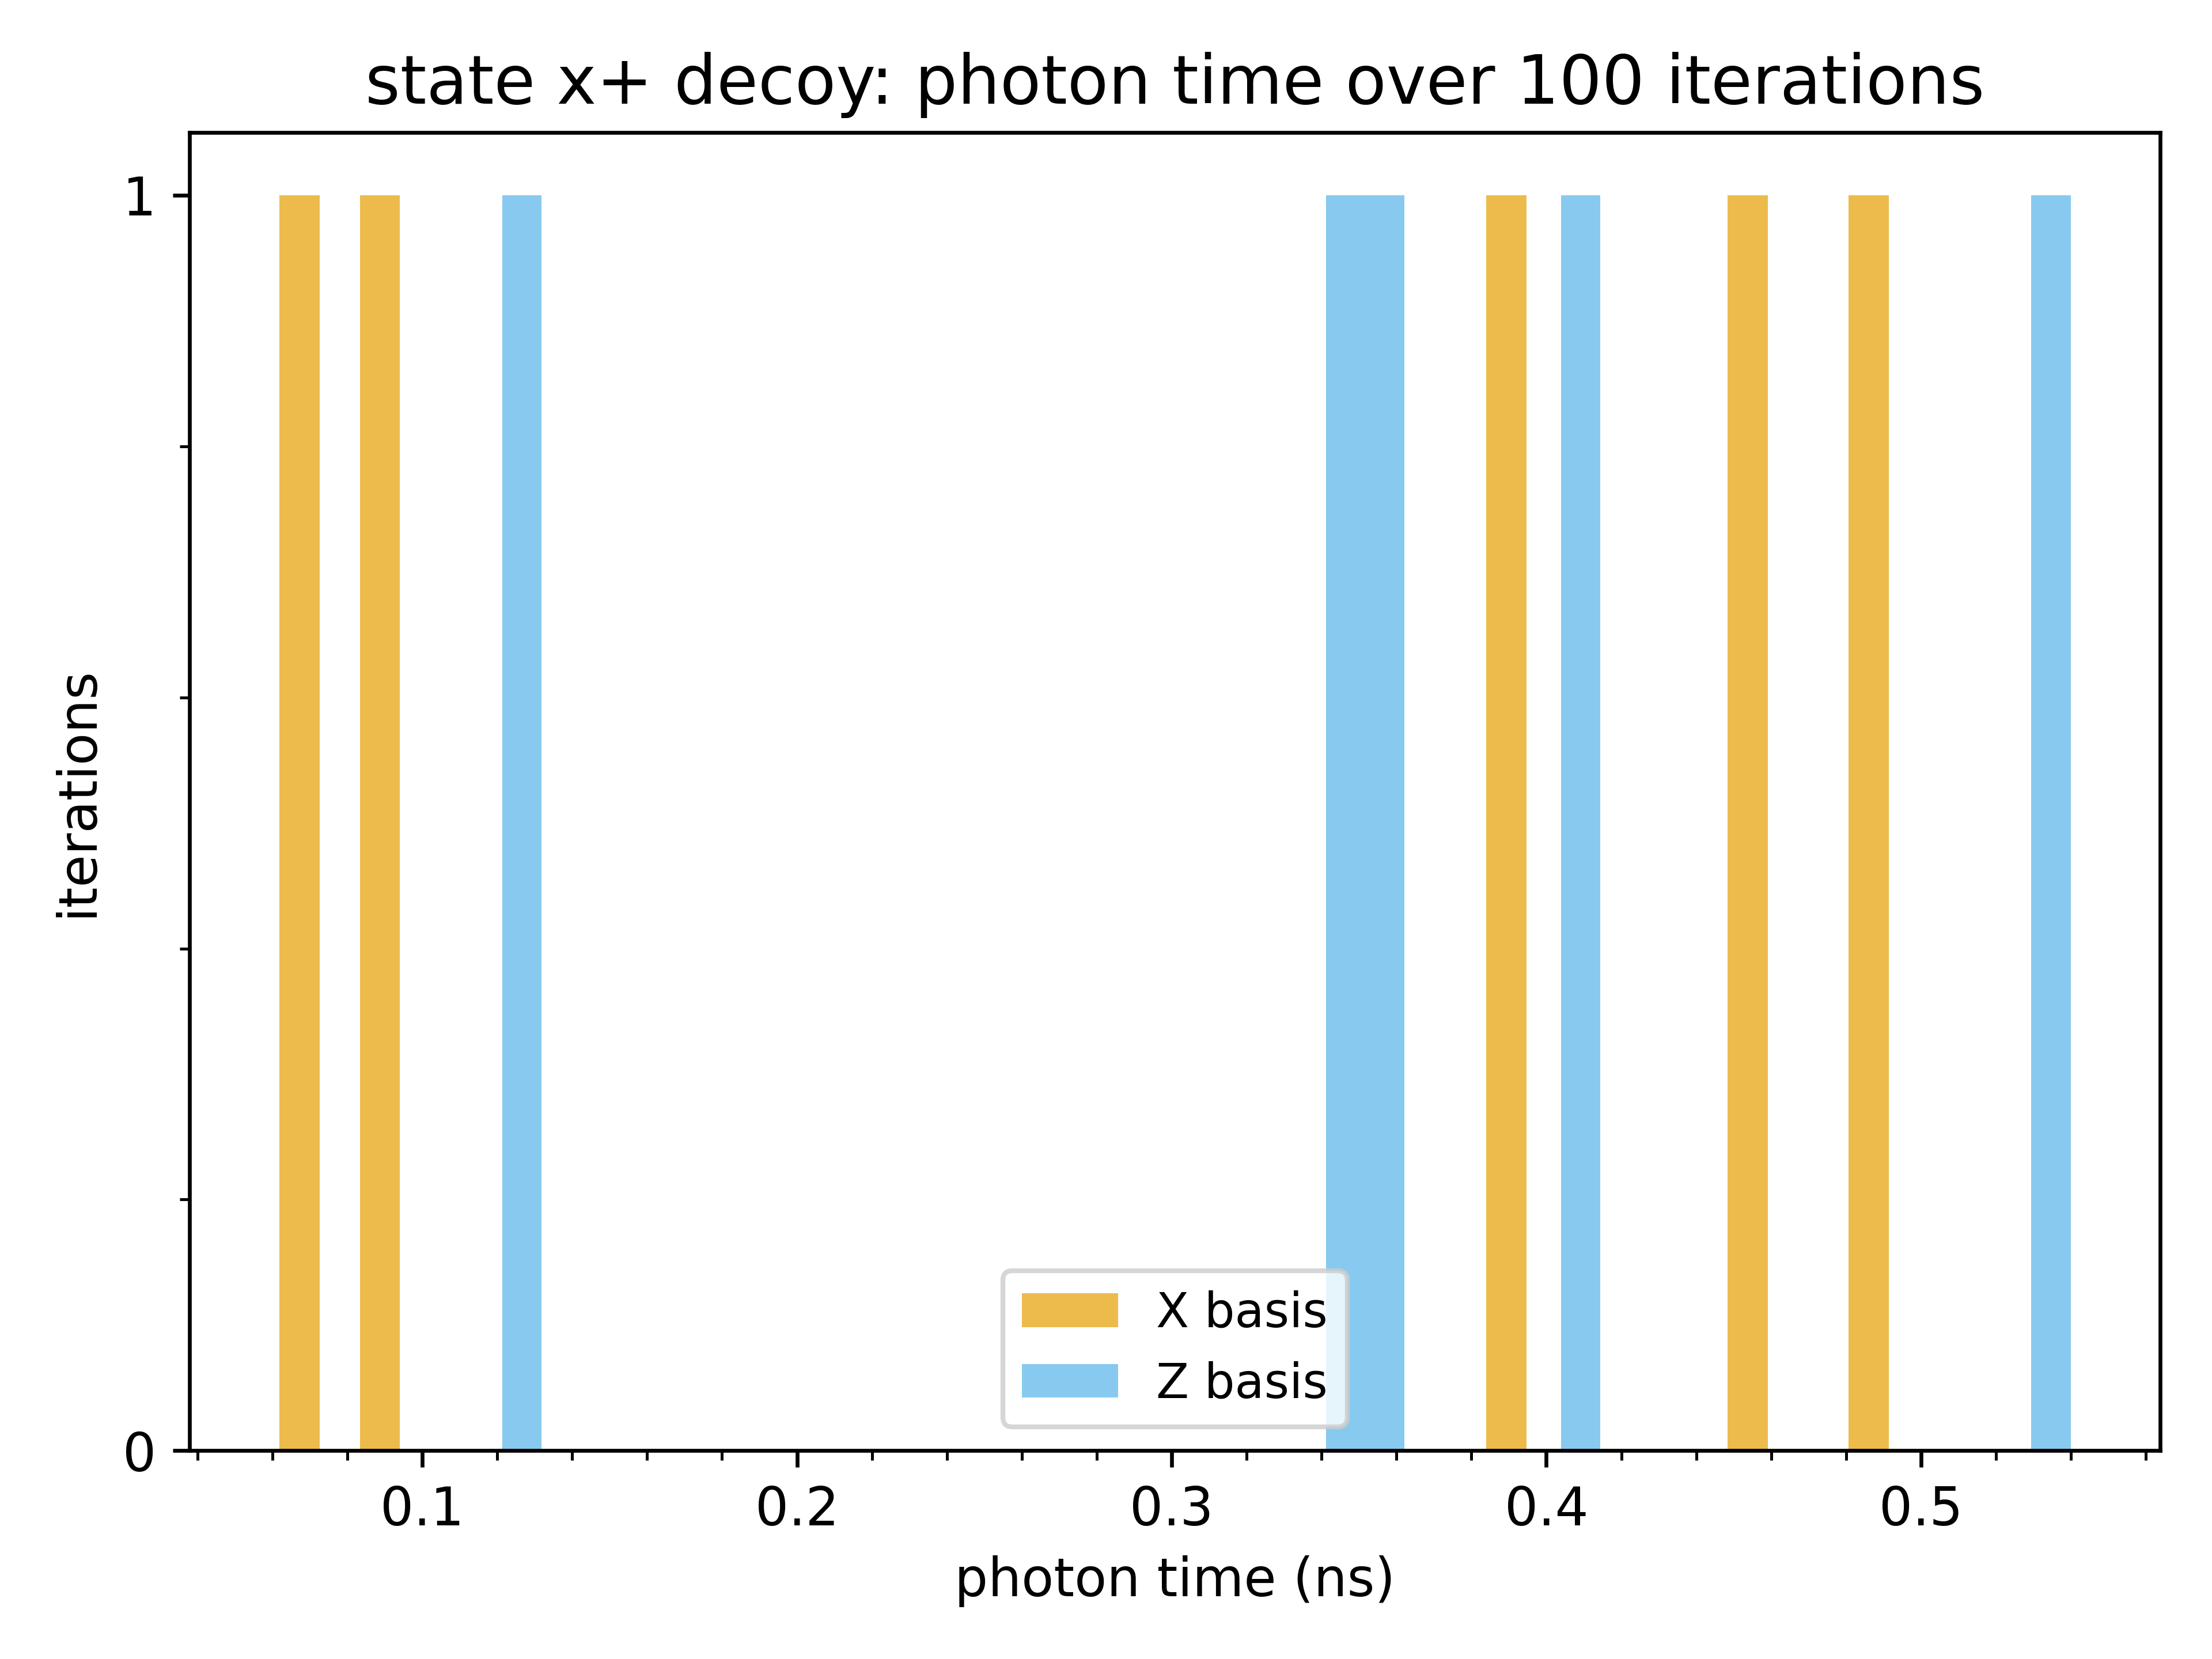 state x+ decoy: photon time over 100 iterations
1
iterations
X basis
Z basis
0
0.1 0.2 0.3 0.4 0.5
photon time (ns)